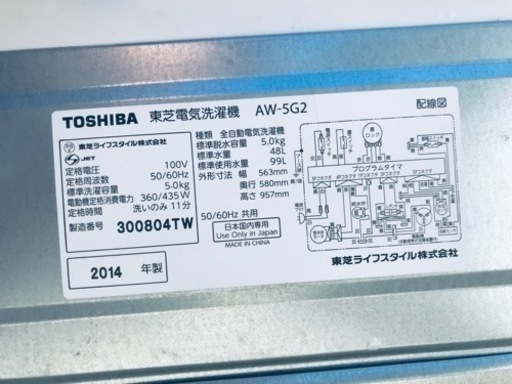 TOSHIBA 東芝電気洗濯機 AW-5G2
配線図
東芝ライフスタイル株式会社
JET
定格電圧 100V
定格周波数 50/60Hz
標準洗濯容量 5.0kg
電動機定格消費電力 360/435W
定格時間 洗いのみ 11分
製造番号 300804TW
2014 年製
種類 全自動電気洗濯機
標準脱水容量 5.0kg
標準水量 48L
標準使用水量 99L
外形寸法 幅 563mm
奥行 580mm
高さ 957mm
50/60Hz 共用
日本国内専用
Use Only in Japan
MADE IN CHINA
ロック
プログラムタイマ
東芝ライフスタイル株式会社